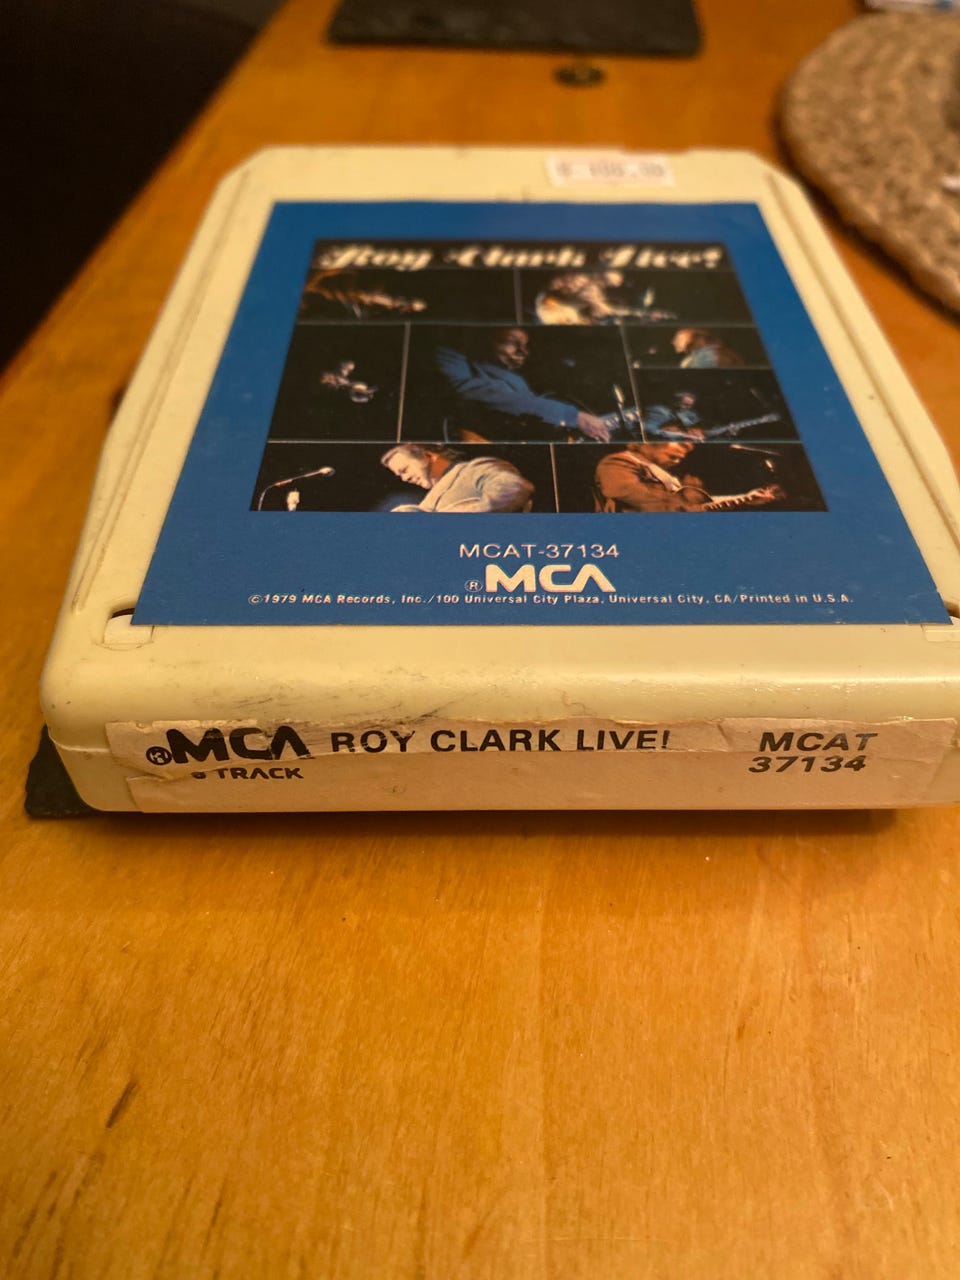 Roy Clark Live!
MCAT-37134
® MCA
©1979 MCA Records, Inc./100 Universal City Plaza, Universal City, CA/Printed in U.S.A.
® MCA ROY CLARK LIVE! MCAT
8 TRACK 37134